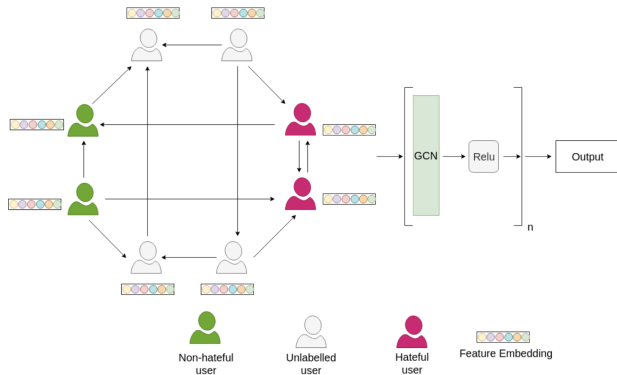 GCN
Relu
Output
n
Non-hateful
user
Unlabelled
user
Hateful
user
Feature Embedding